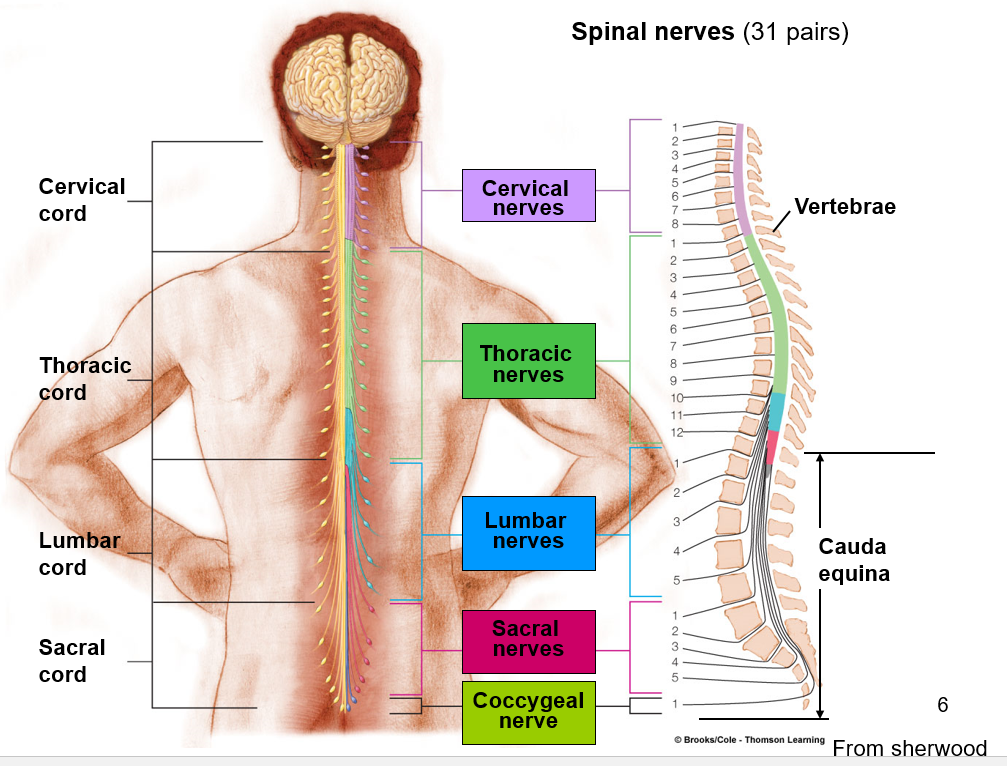 Spinal nerves (31 pairs)
Cervical
cord
Thoracic
cord
Lumbar
cord
Sacral
cord
Cervical
nerves
Thoracic
nerves
Lumbar
nerves
Sacral
nerves
Coccygeal
nerve
1
2
3
4
5
6
7
8
1
2
3
4
5
6
7
8
9
10
11
12
1
2
3
4
5
1
2
3
4
5
1
Vertebrae
Cauda
equina
6
© Brooks/Cole - Thomson Learning
From sherwood